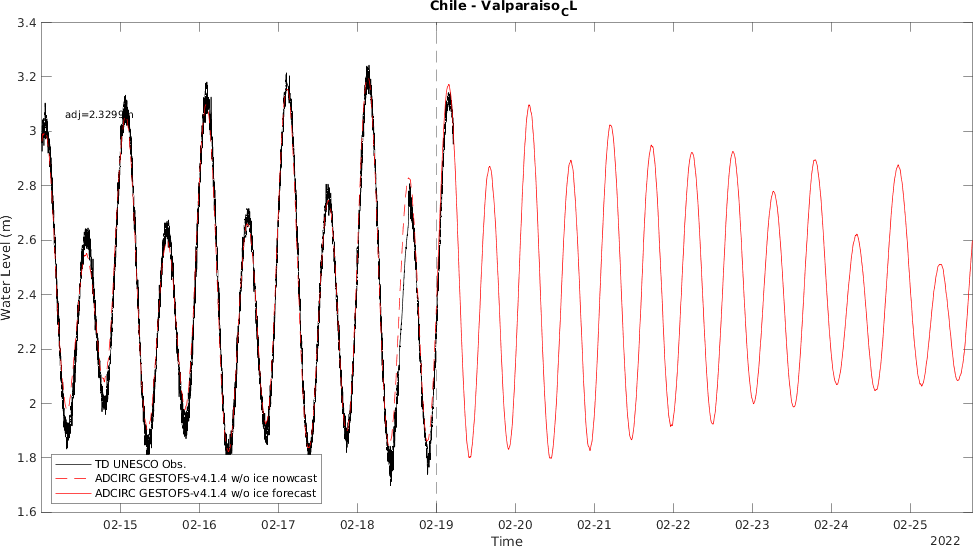 Chile - Valparaiso_CL
3.4
3.2
3
2.8
2.6
2.4
2.2
2
1.8
1.6
Water Level (m)
adj=2.3299m
TD UNESCO Obs.
ADCIRC GESTOFS-v4.1.4 w/o ice nowcast
ADCIRC GESTOFS-v4.1.4 w/o ice forecast
02-15 02-16 02-17 02-18 02-19 02-20 02-21 02-22 02-23 02-24 02-25
Time
2022